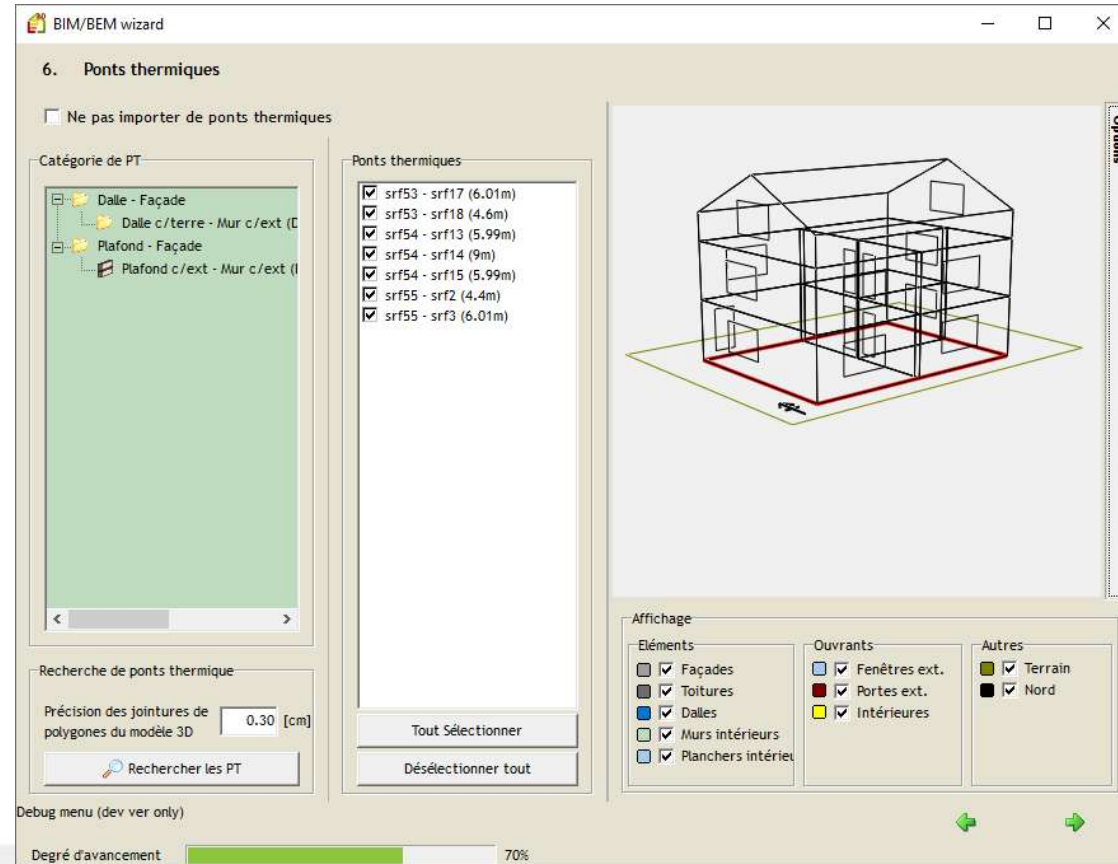 BIM/BEM wizard
6. Ponts thermiques
Ne pas importer de ponts thermiques
Catégorie de PT
Dalle - Façade
Dalle c/terre - Mur c/ext (
Plafond - Façade
Plafond c/ext - Mur c/ext (
Ponts thermiques
srf53 - srf17 (6.01m)
srf53 - srf18 (4.6m)
srf54 - srf13 (5.99m)
srf54 - srf14 (9m)
srf54 - srf15 (5.99m)
srf55 - srf2 (4.4m)
srf55 - srf3 (6.01m)
Tout Sélectionner
Désélectionner tout
Recherche de ponts thermique
Précision des jointures de
polygones du modèle 3D
0.30 [cm]
Rechercher les PT
Options
Affichage
Eléments
Façades
Toitures
Dalles
Murs intérieurs
Planchers intérieu
Ouvrants
Fenêtres ext.
Portes ext.
Intérieures
Autres
Terrain
Nord
Debug menu (dev ver only)
Degré d'avancement
70%